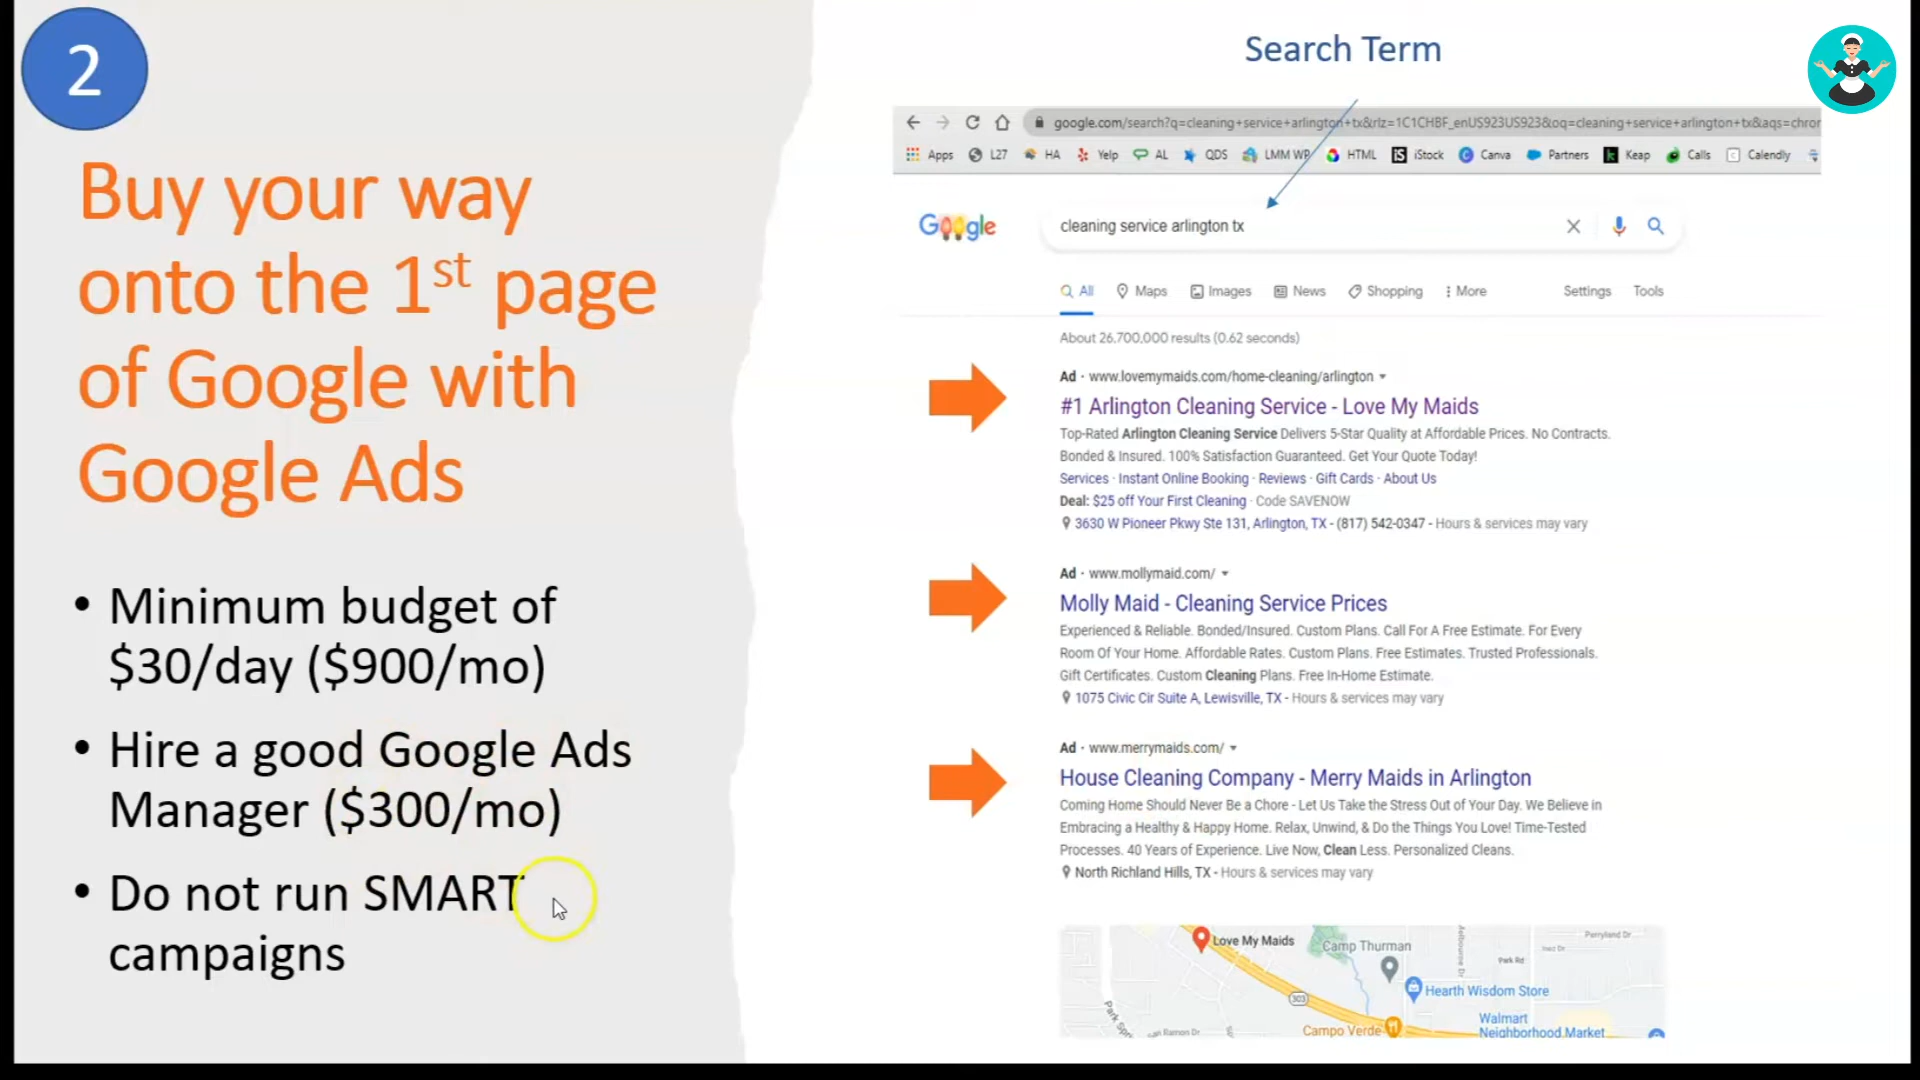 2
Buy your way
onto the 1st page
of Google with
Google Ads
• Minimum budget of
$30/day ($900/mo)
• Hire a good Google Ads
Manager ($300/mo)
• Do not run SMART
campaigns
Search Term
google.com/search?q=cleaning+service+arlington+tx&rlz=1C1CHBF_enUS923US923&oq=cleaning+service+arlington+tx&aqs=chror
Apps L27 HA Yelp AL QDS LMM WP HTML iStock Canva Partners Keap Calls Calendly
Google
cleaning service arlington tx
All Maps Images News Shopping More Settings Tools
About 26,700,000 results (0.62 seconds)
Ad · www.lovemymaids.com/home-cleaning/arlington
#1 Arlington Cleaning Service - Love My Maids
Top-Rated Arlington Cleaning Service Delivers 5-Star Quality at Affordable Prices. No Contracts.
Bonded & Insured. 100% Satisfaction Guaranteed. Get Your Quote Today!
Services · Instant Online Booking · Reviews · Gift Cards · About Us
Deal: $25 off Your First Cleaning · Code SAVENOW
3630 W Pioneer Pkwy Ste 131, Arlington, TX - (817) 542-0347 - Hours & services may vary
Ad · www.mollymaid.com/
Molly Maid - Cleaning Service Prices
Experienced & Reliable. Bonded/Insured. Custom Plans. Call For A Free Estimate. For Every
Room Of Your Home. Affordable Rates. Custom Plans. Free Estimates. Trusted Professionals.
Gift Certificates. Custom Cleaning Plans. Free In-Home Estimate.
1075 Civic Cir Suite A, Lewisville, TX - Hours & services may vary
Ad · www.merrymaids.com/
House Cleaning Company - Merry Maids in Arlington
Coming Home Should Never Be a Chore - Let Us Take the Stress Out of Your Day. We Believe in
Embracing a Healthy & Happy Home. Relax, Unwind, & Do the Things You Love! Time-Tested
Processes. 40 Years of Experience. Live Now, Clean Less. Personalized Cleans.
North Richland Hills, TX - Hours & services may vary
Love My Maids
Camp Thurman
Perryland Dr
Park Rd
303
Hearth Wisdom Store
Park Spri
Ramon Dr
Campo Verde
Walmart
Neighborhood Market